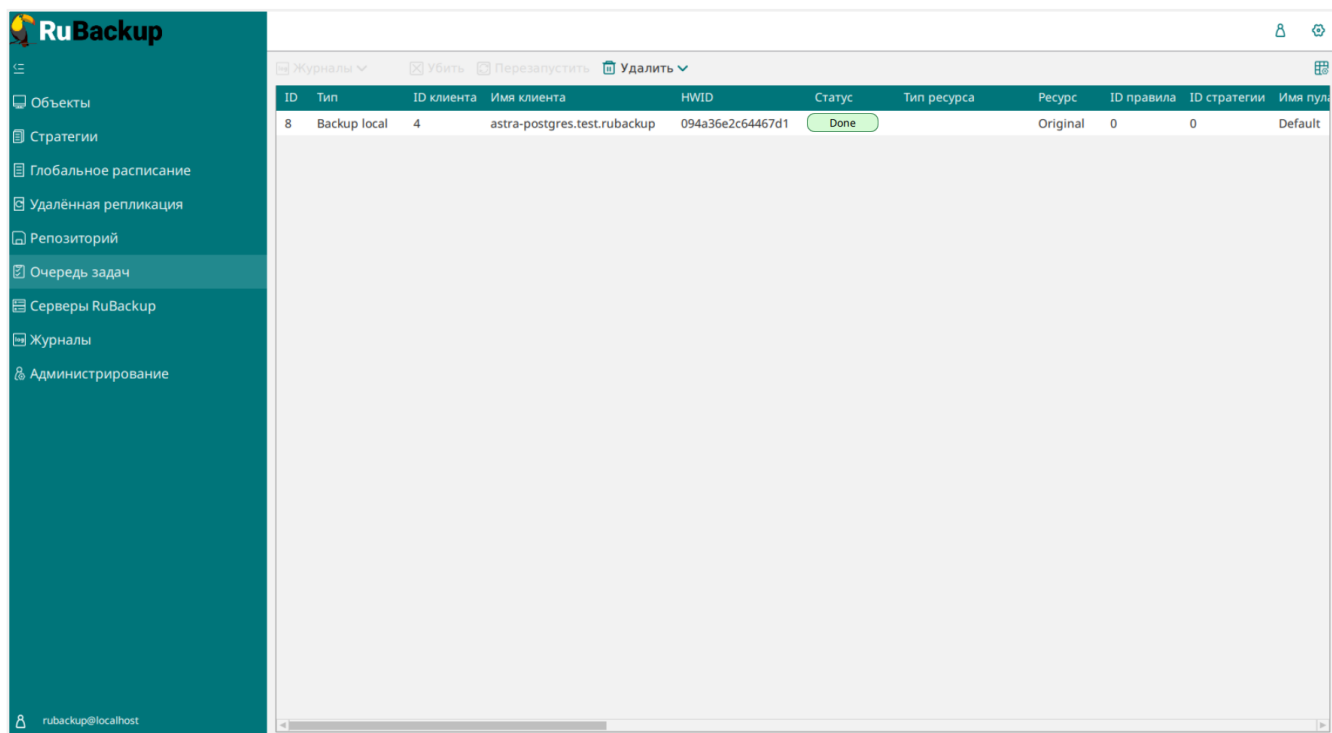 RuBackup
Журналы Убить Перезапустить Удалить
Объекты
Стратегии
Глобальное расписание
Удалённая репликация
Репозиторий
Очередь задач
Серверы RuBackup
Журналы
Администрирование
rubackup@localhost
ID Тип ID клиента Имя клиента HWID Статус Тип ресурса Ресурс ID правила ID стратегии Имя пула
8 Backup local 4 astra-postgres.test.rubackup 094a36e2c64467d1 Done Original 0 0 Default